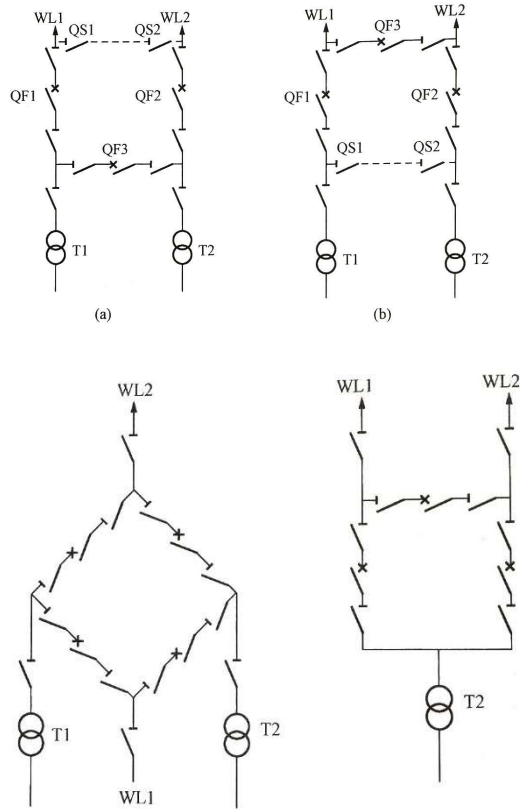 WL1 WL2 WL1 WL2
QS1 QS2 QF3
QF1 QF2 QF1 QF2
QF3 QS1 QS2
T1 T2 T1 T2
(a) (b)
WL2 WL1 WL2
T1 T2 T2
WL1